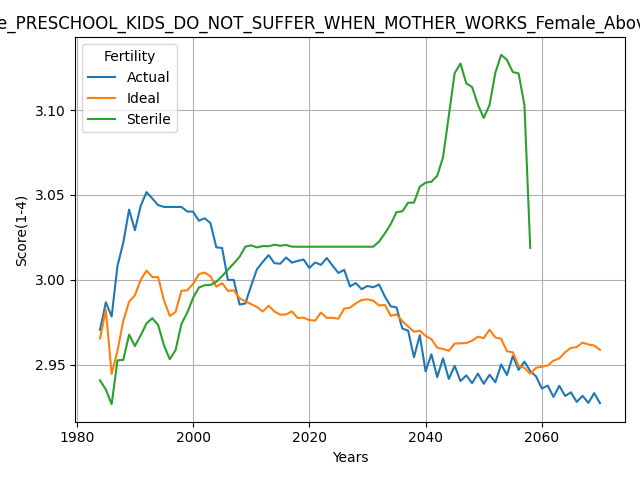 e_PRESCHOOL_KIDS_DO_NOT_SUFFER_WHEN_MOTHER_WORKS_Female_Abov
Fertility
Actual
Ideal
Sterile
Score(1-4)
3.10
3.05
3.00
2.95
1980 2000 2020 2040 2060
Years